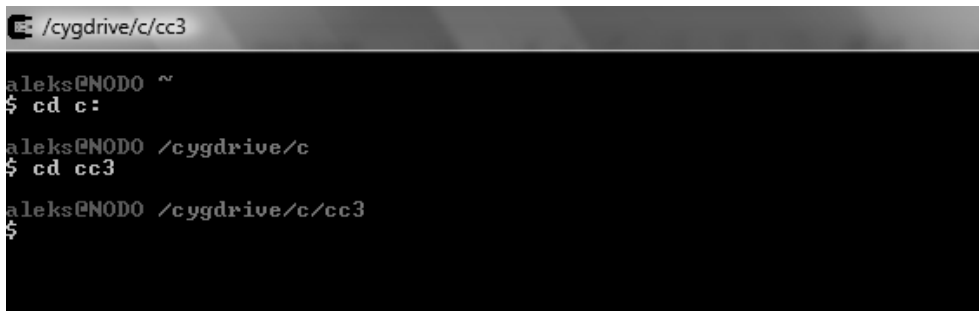 /cygdrive/c/cc3
aleks@NODO ~
$ cd c:
aleks@NODO /cygdrive/c
$ cd cc3
aleks@NODO /cygdrive/c/cc3
$